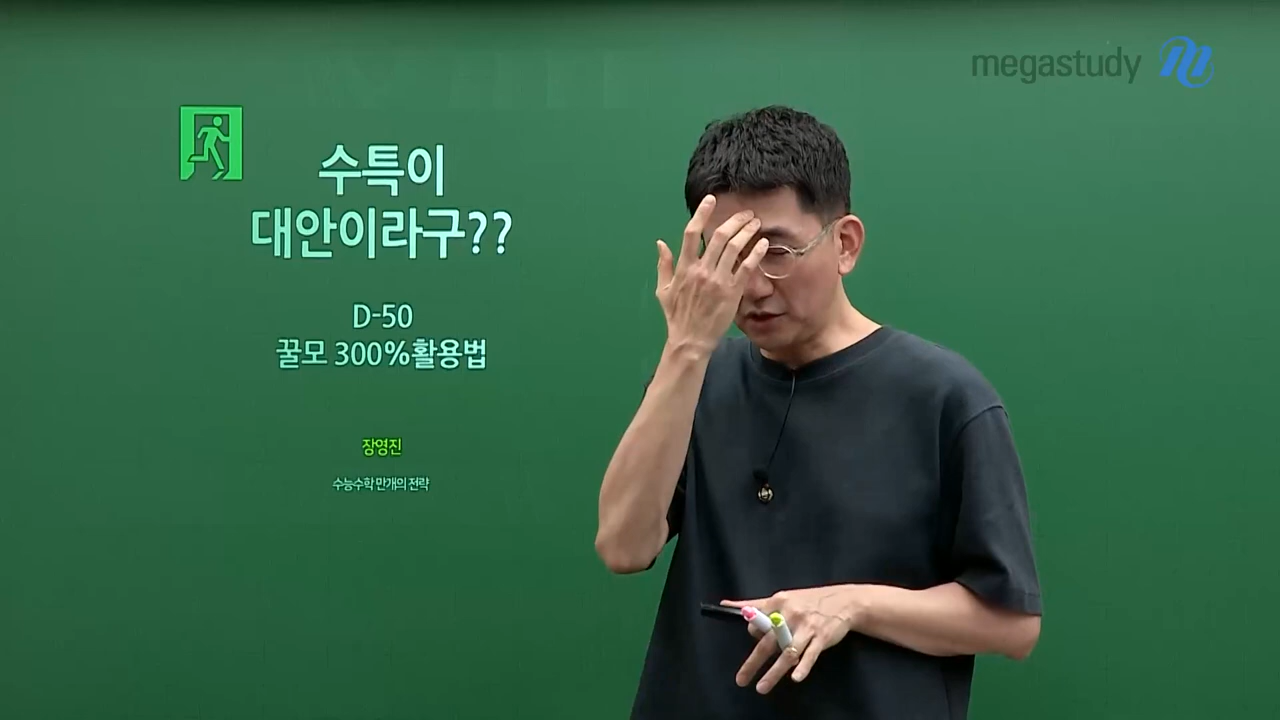 megastudy
수특이
대안이라구??
D-50
꿀모 300%활용법
장영진
수능수학 만개의 전략